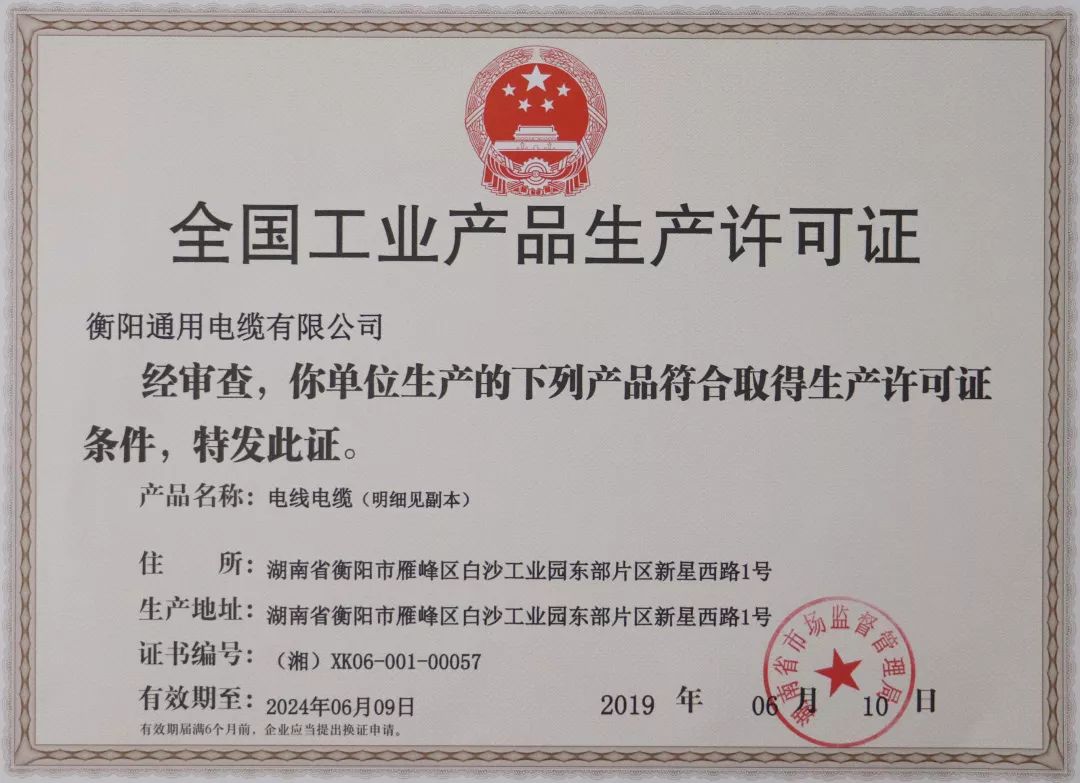 全国工业产品生产许可证
衡阳通用电缆有限公司
经审查，你单位生产的下列产品符合取得生产许可证
条件，特发此证。
产品名称：电线电缆（明细见副本）
住 所：湖南省衡阳市雁峰区白沙工业园东部片区新星西路1号
生产地址：湖南省衡阳市雁峰区白沙工业园东部片区新星西路1号
证书编号：（湘）XK06-001-00057
有效期至：2024年06月09日
有效期届满6个月前，企业应当提出换证申请。
2019 年 06 月 10 日
湖南省市场监督管理局